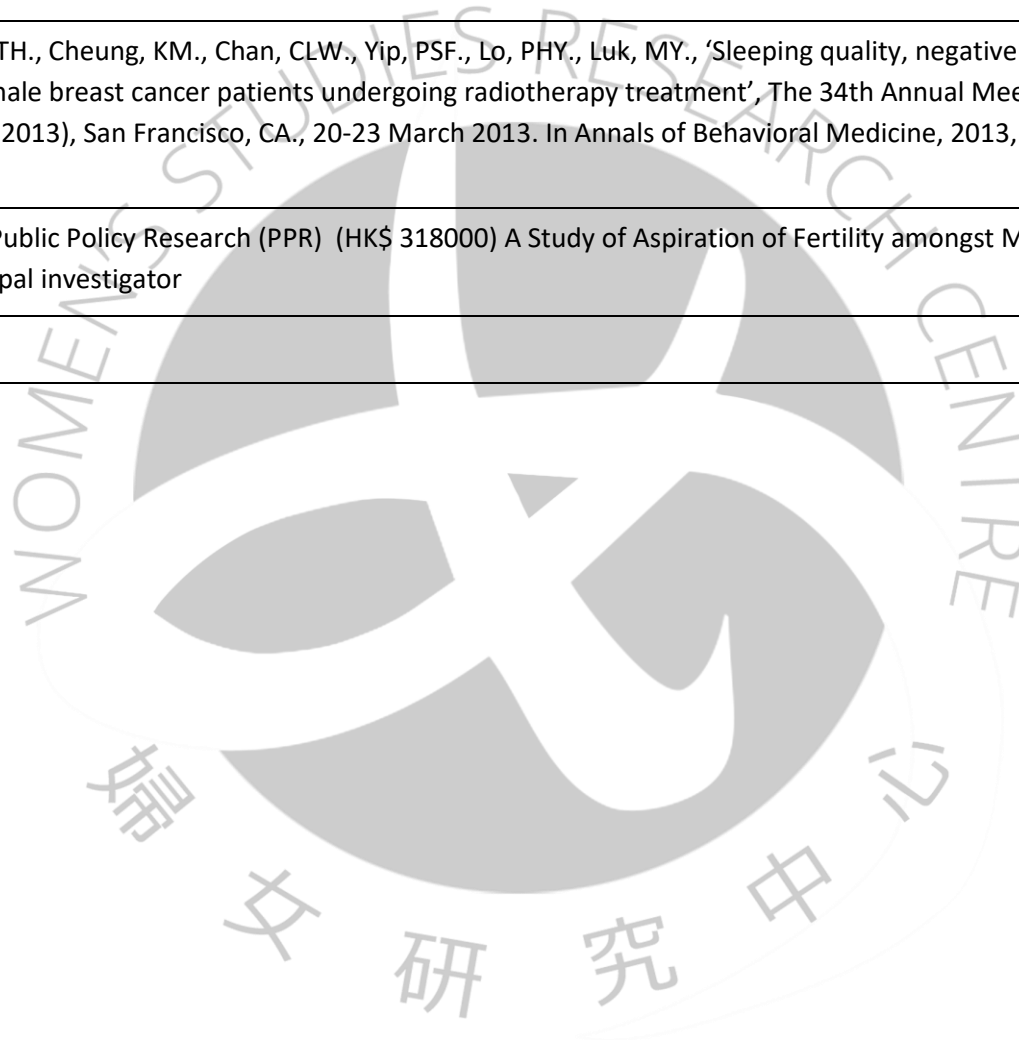 TH., Cheung, KM., Chan, CLW., Yip, PSF., Lo, PHY., Luk, MY., ‘Sleeping quality, negative
nale breast cancer patients undergoing radiotherapy treatment’, The 34th Annual Mee
2013), San Francisco, CA., 20-23 March 2013. In Annals of Behavioral Medicine, 2013,
Public Policy Research (PPR) (HK$ 318000) A Study of Aspiration of Fertility amongst M
pal investigator
WOMEN'S STUDIES RESEARCH CENTRE
婦女研究中心